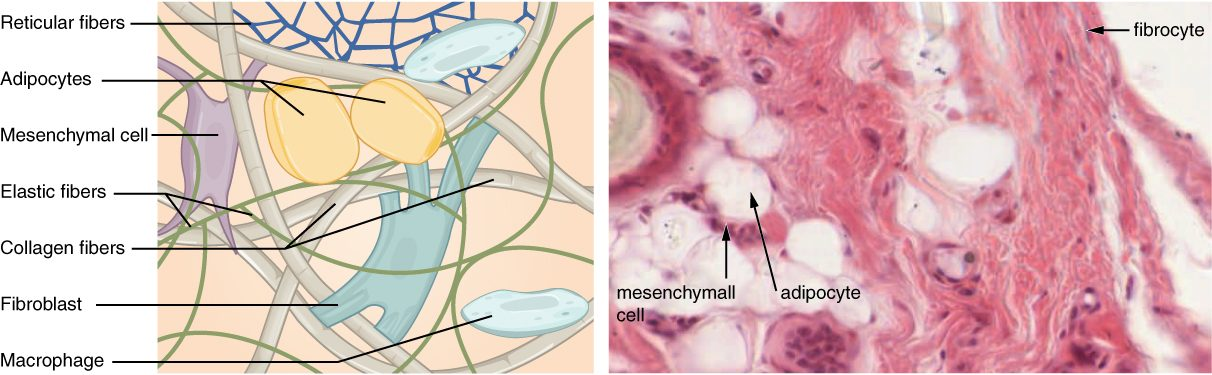 Reticular fibers
Adipocytes
Mesenchymal cell
Elastic fibers
Collagen fibers
Fibroblast
Macrophage
fibrocyte
mesenchymall
cell
adipocyte